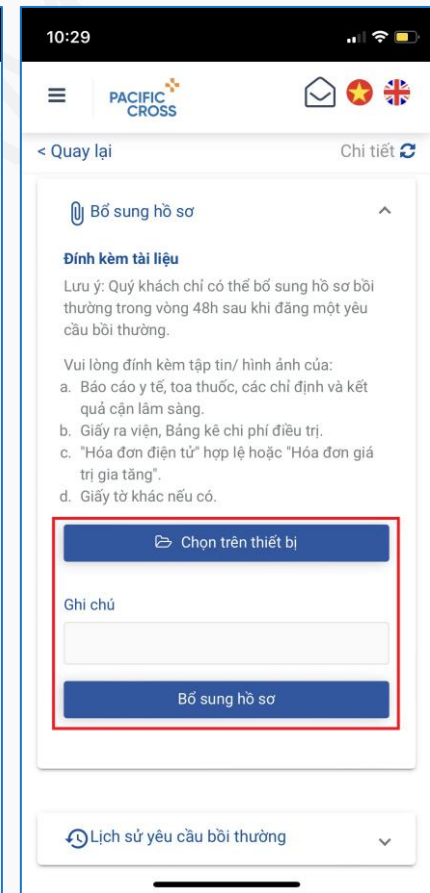 10:29
PACIFIC
CROSS
< Quay lại
Chi tiết
Bổ sung hồ sơ
Đính kèm tài liệu
Lưu ý: Quý khách chỉ có thể bổ sung hồ sơ bồi
thường trong vòng 48h sau khi đăng một yêu
cầu bồi thường.
Vui lòng đính kèm tập tin/ hình ảnh của:
a. Báo cáo y tế, toa thuốc, các chỉ định và kết
quả cận lâm sàng.
b. Giấy ra viện, Bảng kê chi phí điều trị.
c. "Hóa đơn điện tử" hợp lệ hoặc "Hóa đơn giá
trị gia tăng".
d. Giấy tờ khác nếu có.
Chọn trên thiết bị
Ghi chú
Bổ sung hồ sơ
Lịch sử yêu cầu bồi thường